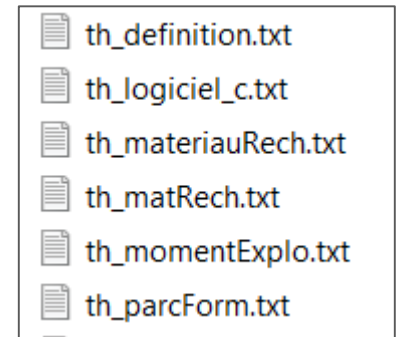 th_definition.txt
th_logiciel_c.txt
th_materiauRech.txt
th_matRech.txt
th_momentExplo.txt
th_parcForm.txt